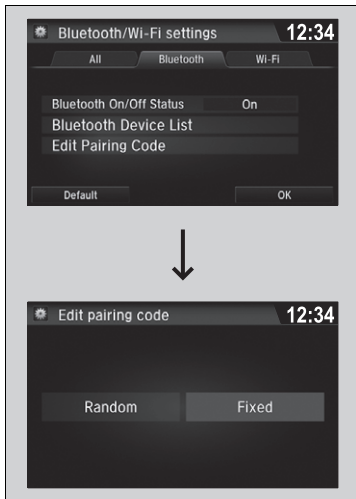 Bluetooth/Wi-Fi settings 12:34
All Bluetooth Wi-Fi
Bluetooth On/Off Status On
Bluetooth Device List
Edit Pairing Code
Default OK
Edit pairing code 12:34
Random Fixed